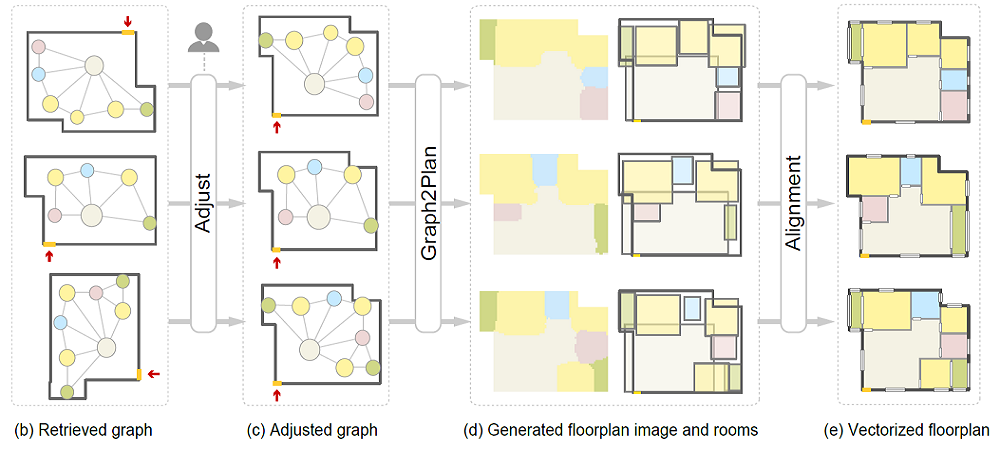 Adjust
Graph2Plan
Alignment
(b) Retrieved graph
(c) Adjusted graph
(d) Generated floorplan image and rooms
(e) Vectorized floorplan